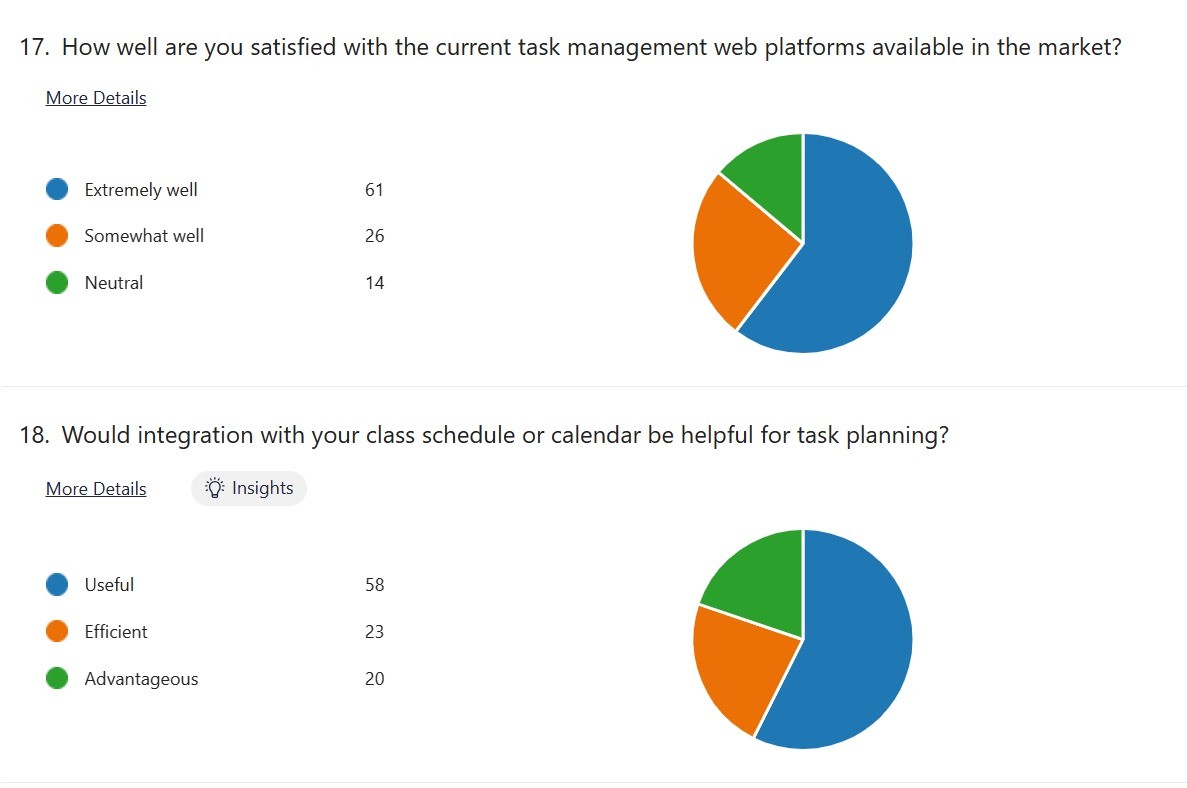 17. How well are you satisfied with the current task management web platforms available in the market?
More Details
Extremely well 61
Somewhat well 26
Neutral 14
18. Would integration with your class schedule or calendar be helpful for task planning?
More Details Insights
Useful 58
Efficient 23
Advantageous 20